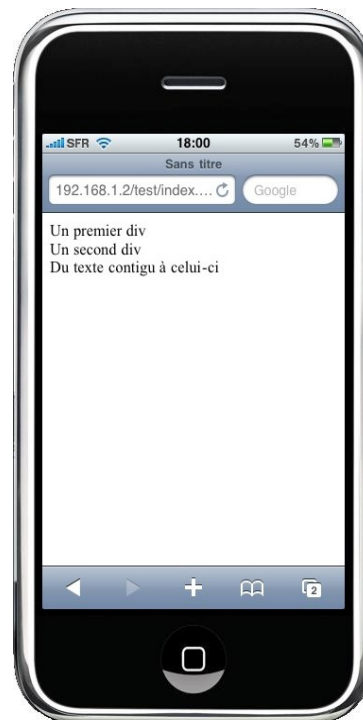 SFR 18:00 54%
Sans titre
192.168.1.2/test/index.... Google
Un premier div
Un second div
Du texte contigu à celui-ci
2